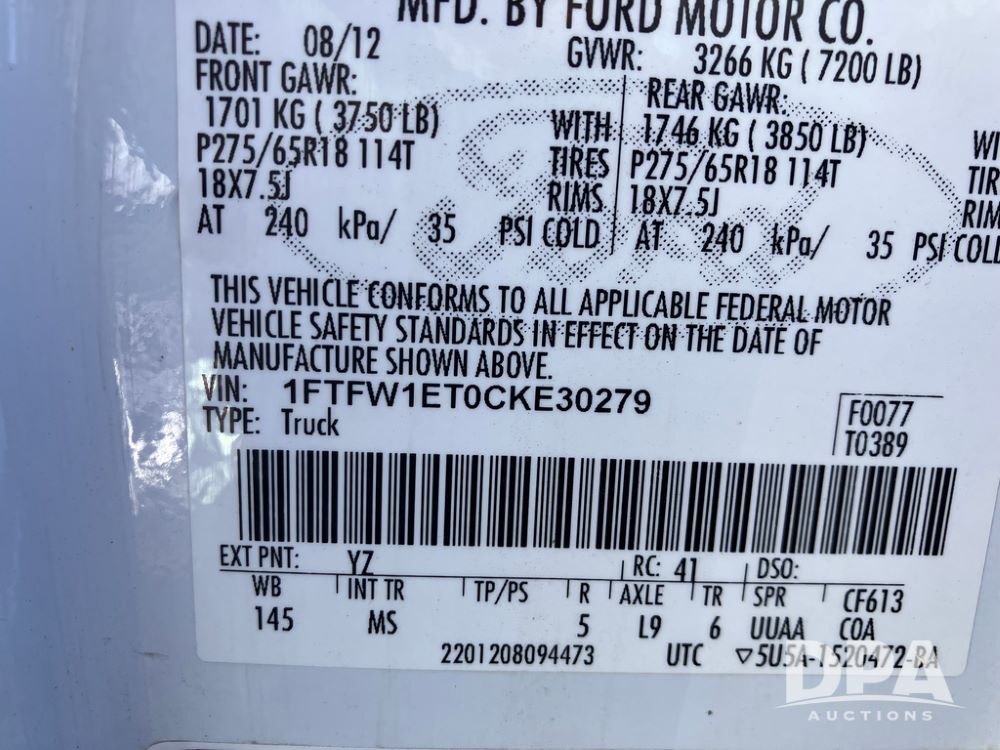 MFD. BY FORD MOTOR CO.
DATE: 08/12 GVWR: 3266 KG ( 7200 LB)
FRONT GAWR: REAR GAWR:
1701 KG ( 3750 LB) WITH 1746 KG ( 3850 LB)
P275/65R18 114T TIRES P275/65R18 114T
18X7.5J RIMS 18X7.5J
AT 240 kPa/ 35 PSI COLD AT 240 kPa/ 35 PSI COLD
THIS VEHICLE CONFORMS TO ALL APPLICABLE FEDERAL MOTOR
VEHICLE SAFETY STANDARDS IN EFFECT ON THE DATE OF
MANUFACTURE SHOWN ABOVE.
VIN: 1FTFW1ET0CKE30279
TYPE: Truck
F0077
T0389
EXT PNT: YZ RC: 41 DSO:
WB INT TR TP/PS R AXLE TR SPR CF613
145 MS 5 L9 6 UUAA COA
2201208094473 UTC ▽5U5A-1520472-BA
Ford
DPA
AUCTIONS